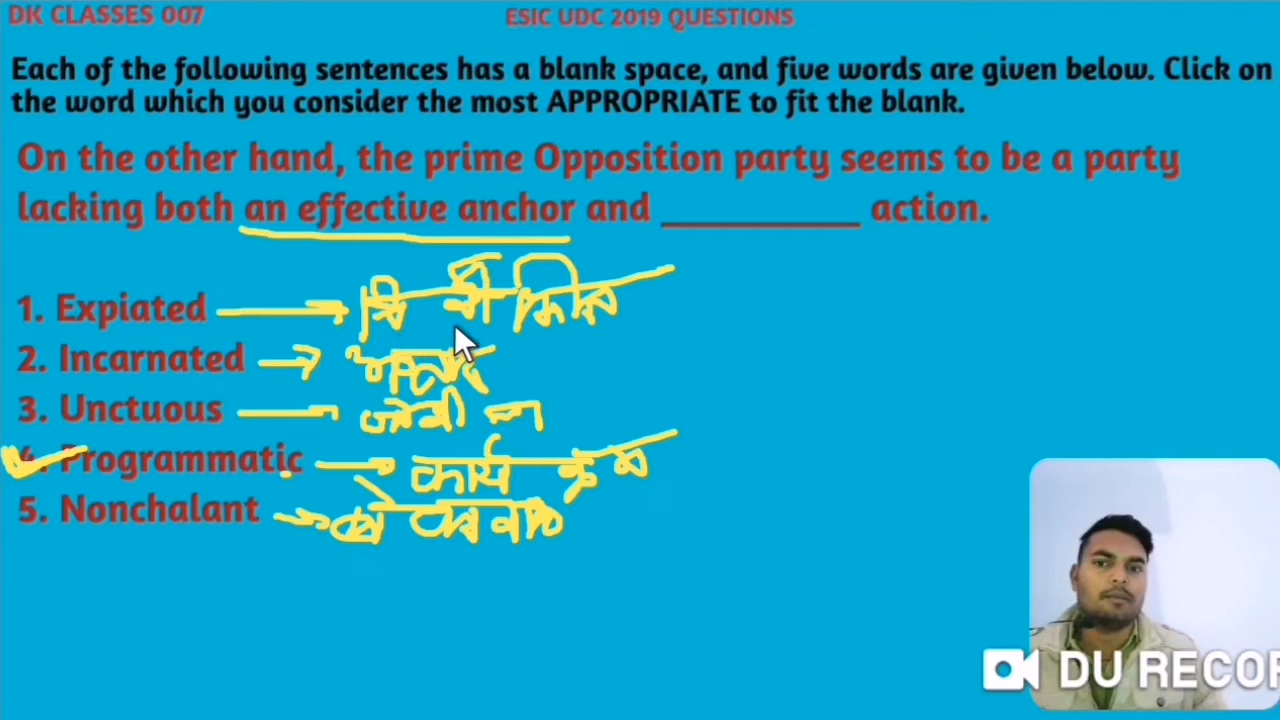 DK CLASSES 007
ESIC UDC 2019 QUESTIONS
Each of the following sentences has a blank space, and five words are given below. Click on
the word which you consider the most APPROPRIATE to fit the blank.
On the other hand, the prime Opposition party seems to be a party
lacking both an effective anchor and __________ action.
1. Expiated
2. Incarnated
3. Unctuous
4. Programmatic
कार्य क्रम
5. Nonchalant
DU RECOR